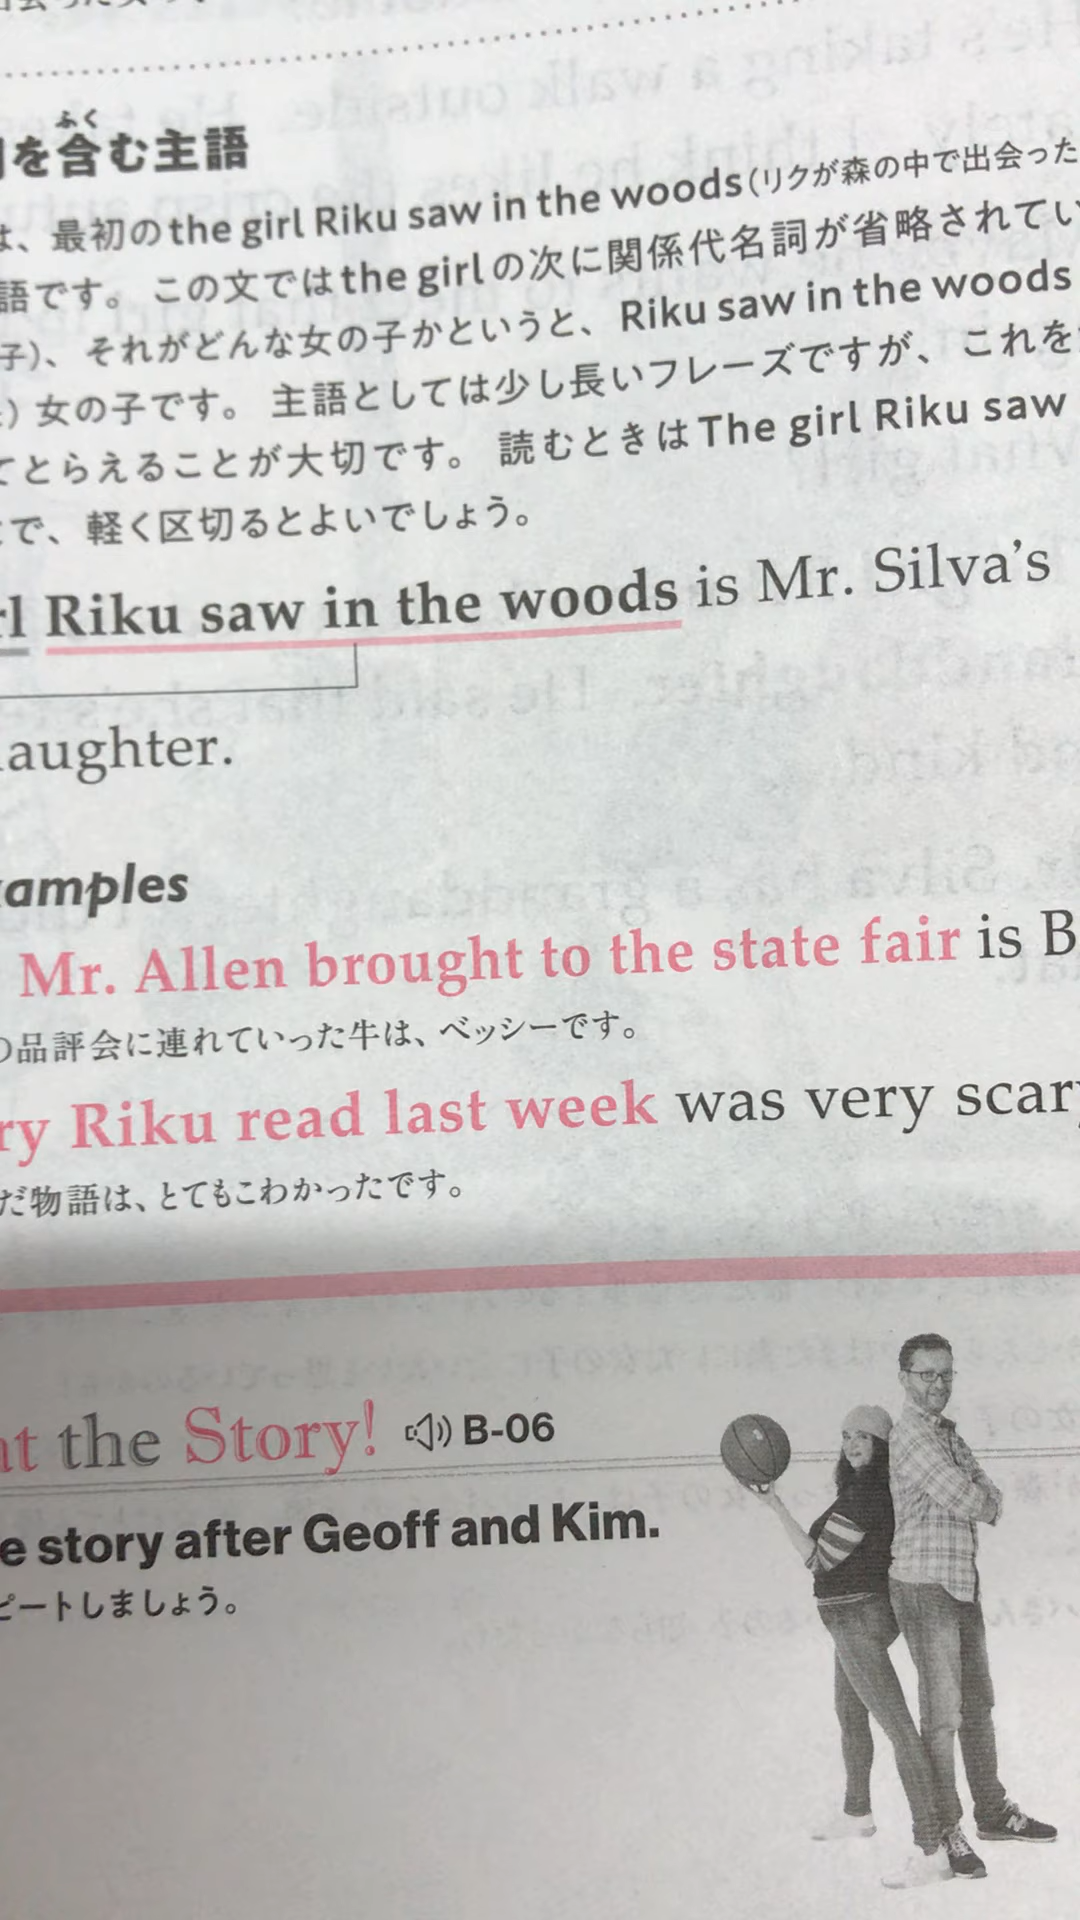 を含む主語
ふく
は、最初のthe girl Riku saw in the woods(リクが森の中で出会った
語です。この文ではthe girlの次に関係代名詞が省略されてい
子)、それがどんな女の子かというと、Riku saw in the woods
)女の子です。主語としては少し長いフレーズですが、これを
てとらえることが大切です。読むときはThe girl Riku saw
で、軽く区切るとよいでしょう。
rl Riku saw in the woods is Mr. Silva's
aughter.
amples
Mr. Allen brought to the state fair is B
の品評会に連れていった牛は、ベッシーです。
ry Riku read last week was very scar
だ物語は、とてもこわかったです。
at the Story! B-06
e story after Geoff and Kim.
ピートしましょう。